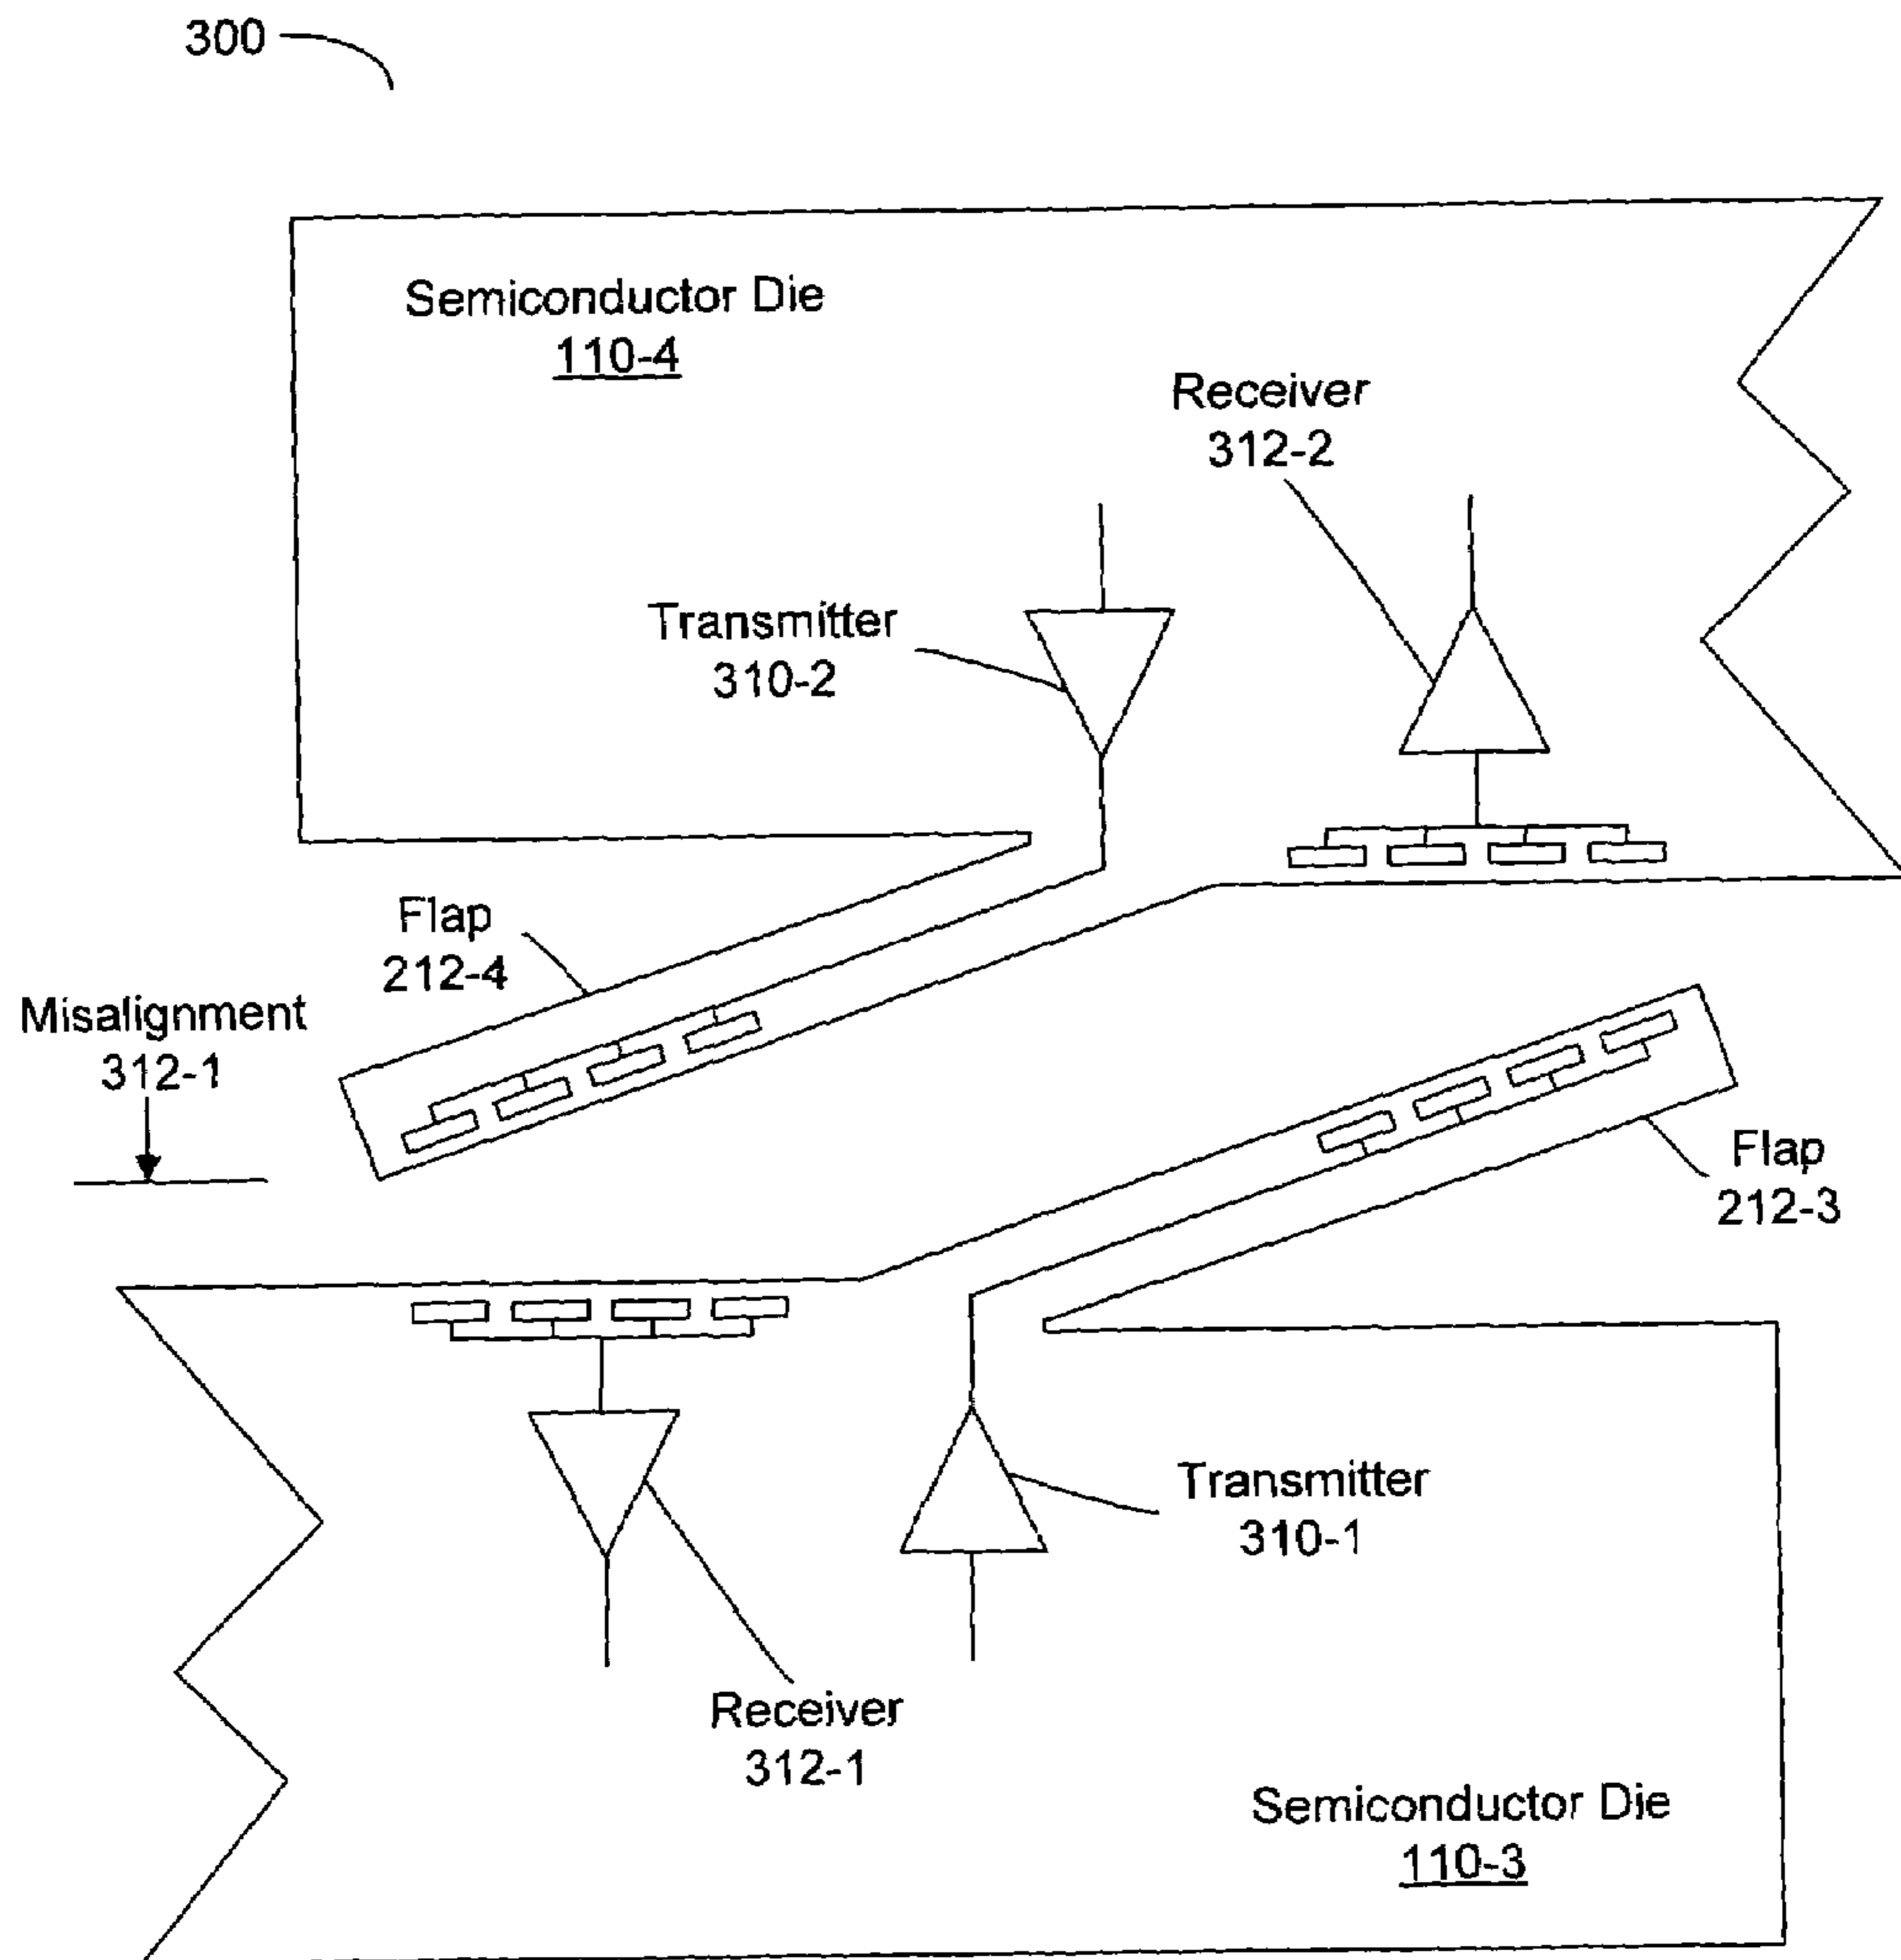 300
Semiconductor Die
110-4
Receiver
312-2
Transmitter
310-2
Flap
212-4
Misalignment
312-1
Flap
212-3
Transmitter
310-1
Receiver
312-1
Semiconductor Die
110-3